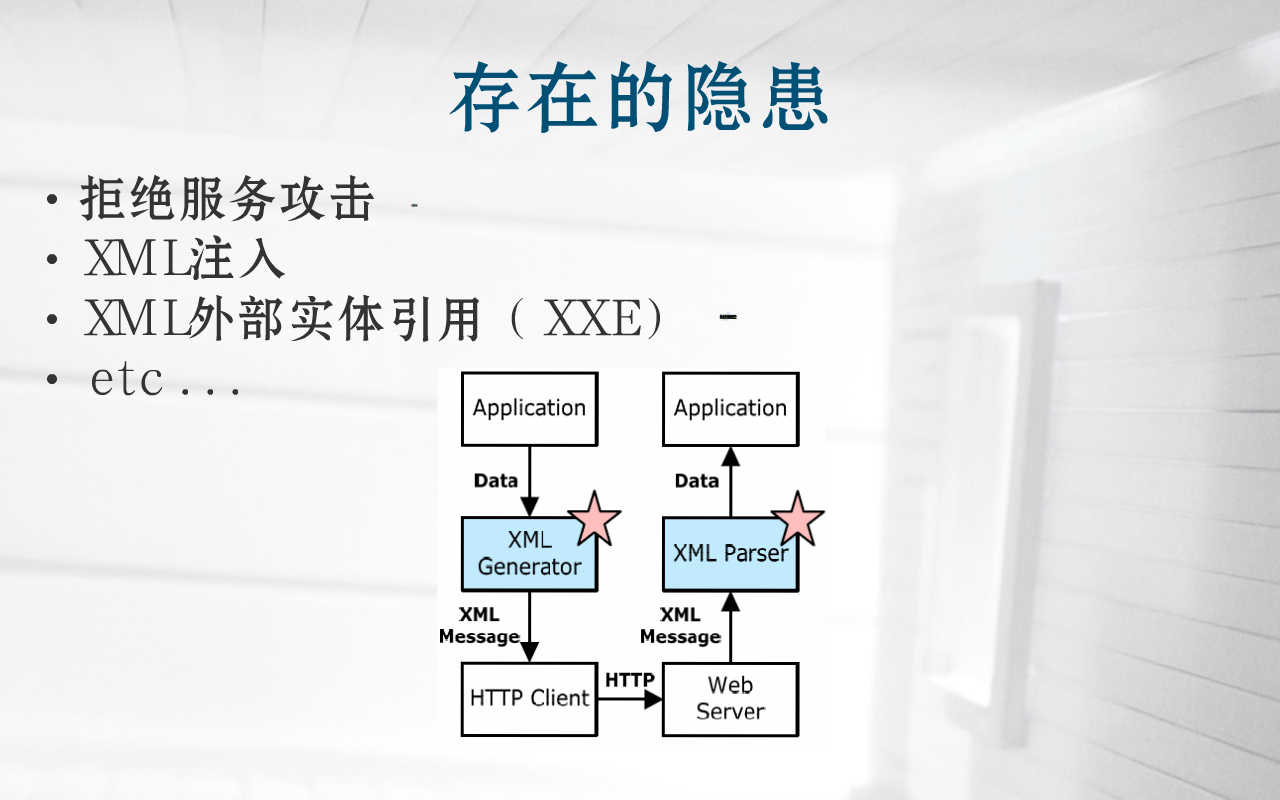 存在的隐患
• 拒绝服务攻击 -
• XML注入
• XML外部实体引用（XXE） -
• etc ...
Application
Application
Data
Data
XML
Generator
XML Parser
XML
Message
XML
Message
HTTP Client
HTTP
Web
Server